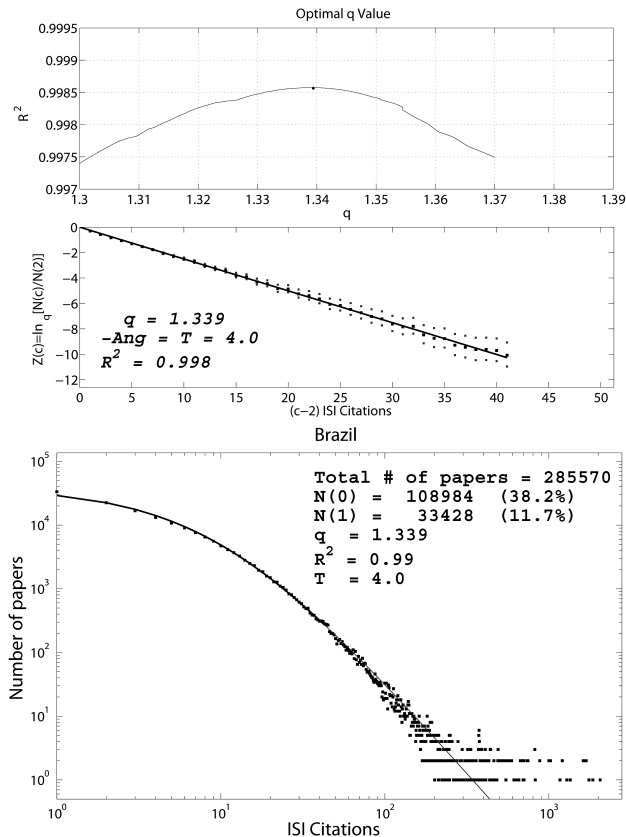 Optimal q Value
0.9995
0.999
0.9985
0.998
0.9975
0.997
R²
1.3 1.31 1.32 1.33 1.34 1.35 1.36 1.37 1.38 1.39
q
0
−2
−4
−6
−8
−10
−12
Z(c)=ln_q[N(c)/N(2)]
q = 1.339
-Ang = T = 4.0
R² = 0.998
0 5 10 15 20 25 30 35 40 45 50
(c−2) ISI Citations
Brazil
10⁵
10⁴
10³
10²
10¹
10⁰
Number of papers
Total # of papers = 285570
N(0) = 108984 (38.2%)
N(1) = 33428 (11.7%)
q = 1.339
R² = 0.99
T = 4.0
10⁰ 10¹ 10² 10³
ISI Citations